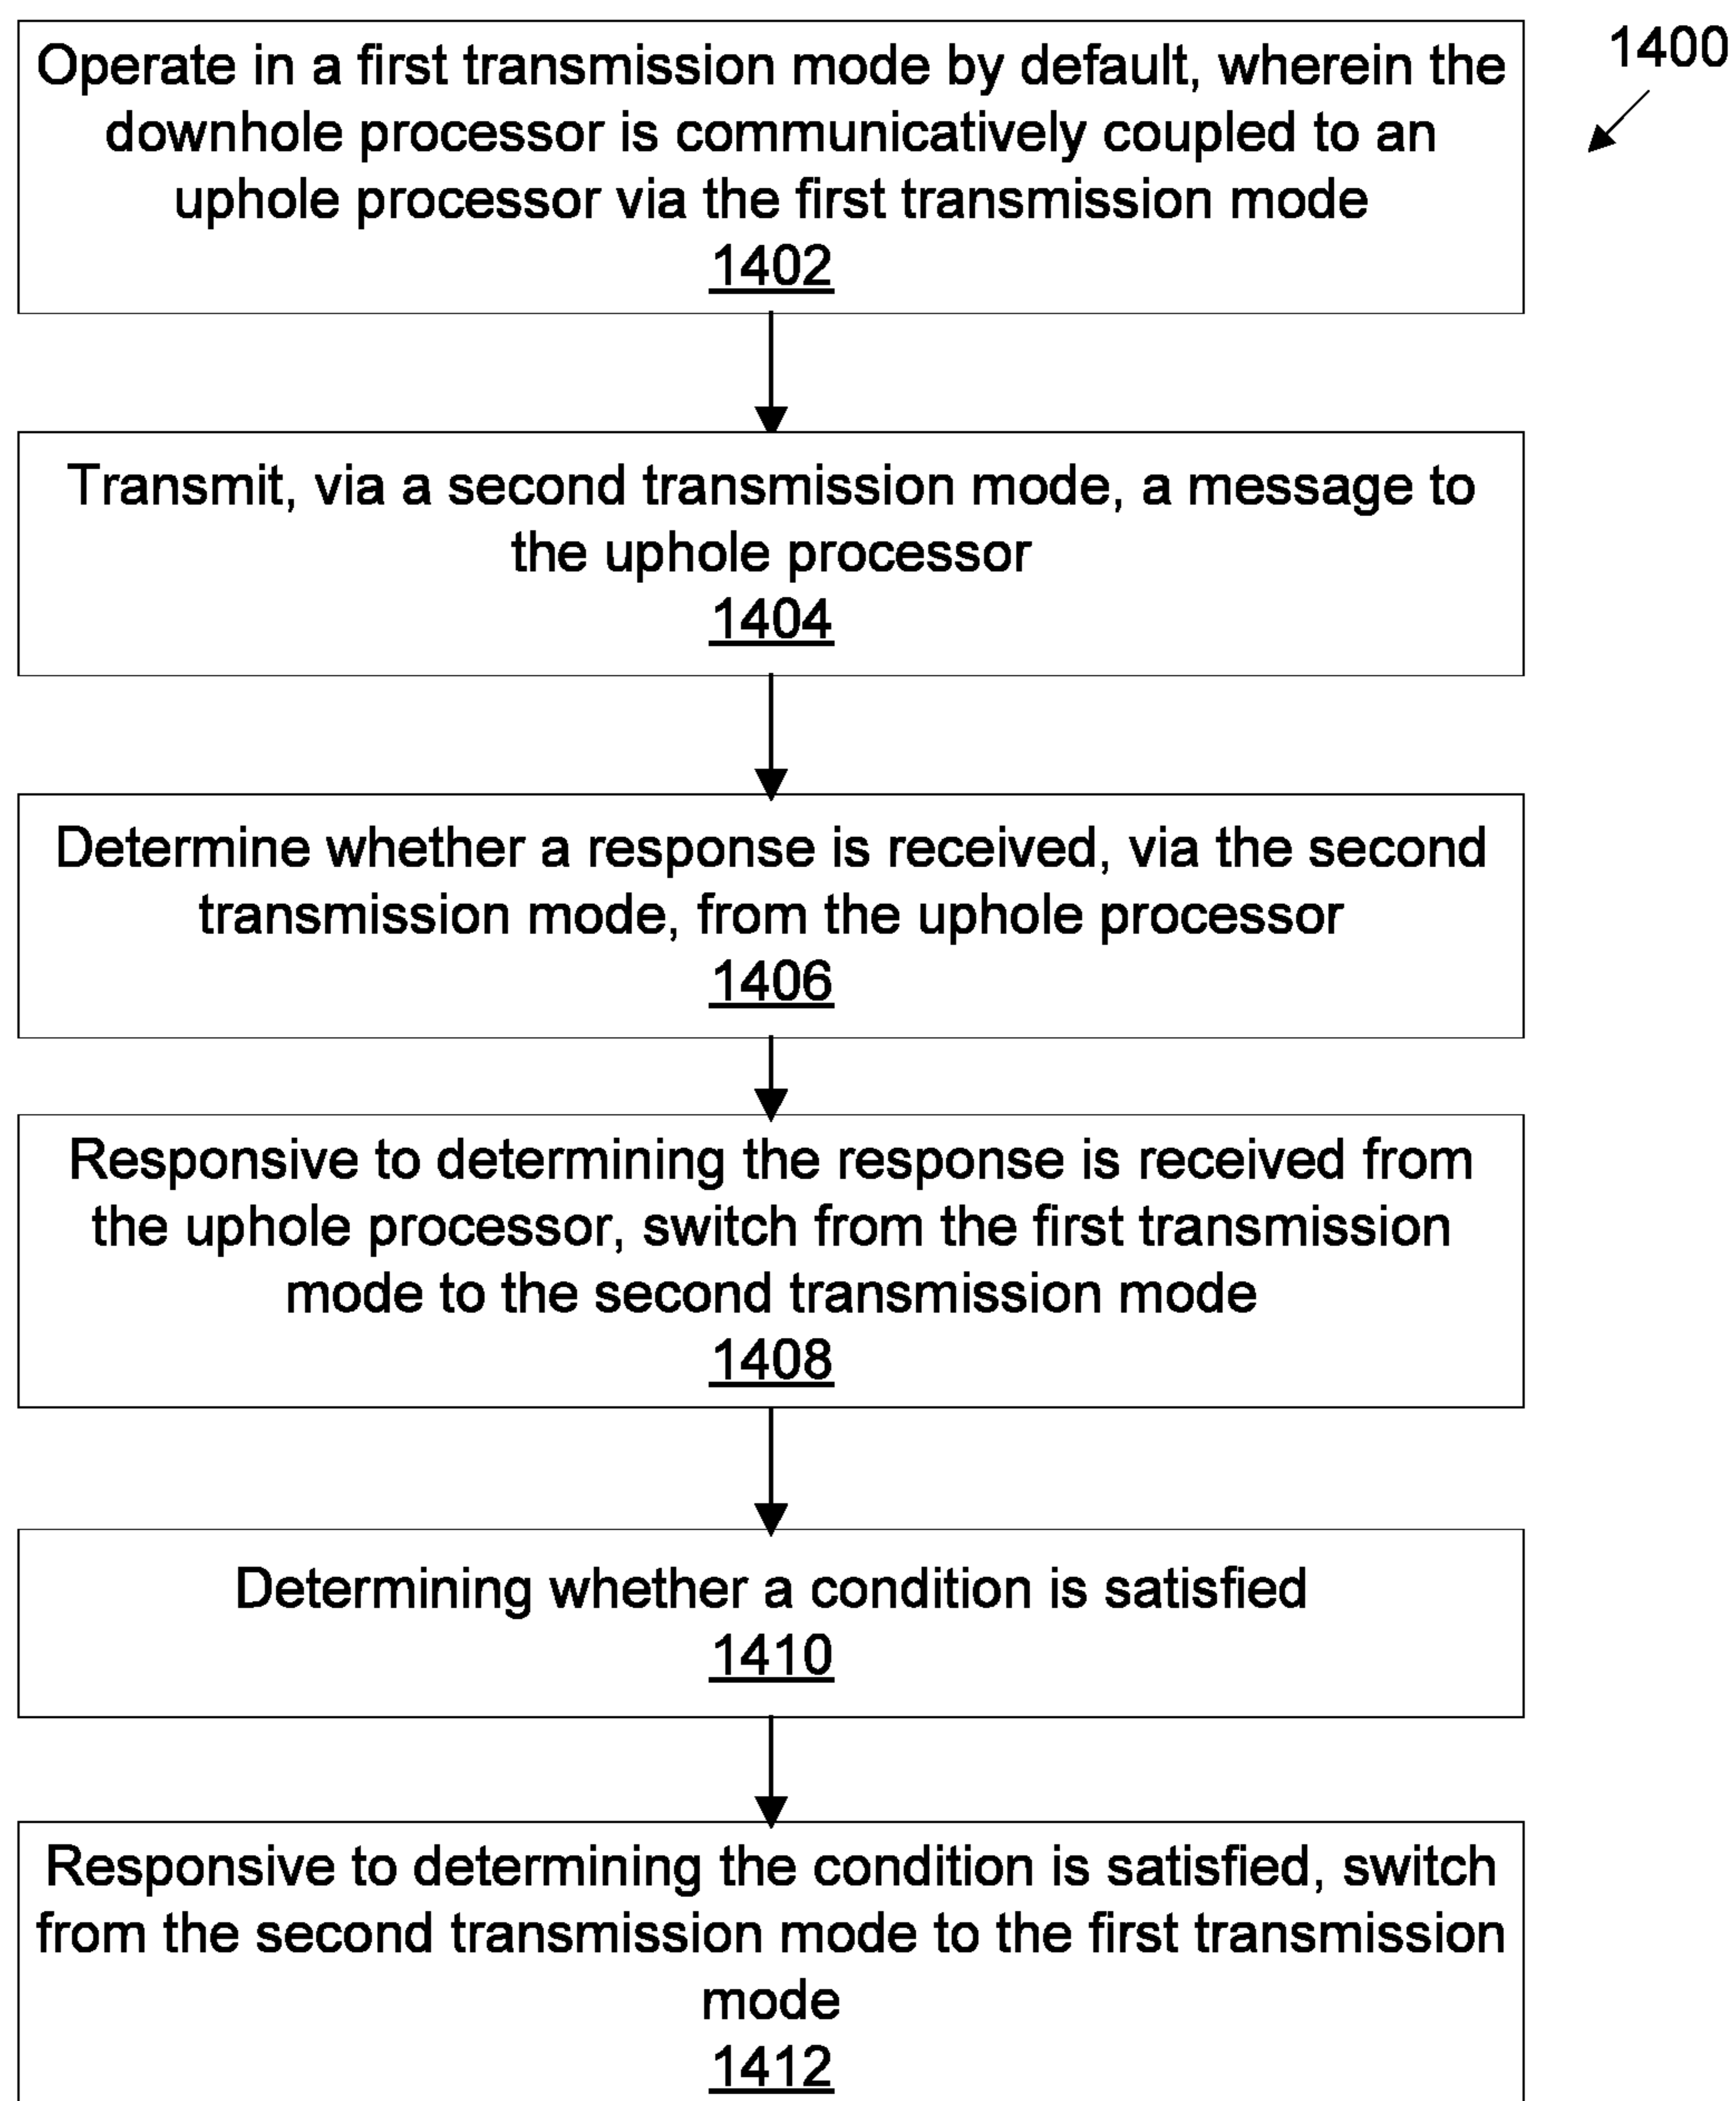 1400
Operate in a first transmission mode by default, wherein the
downhole processor is communicatively coupled to an
uphole processor via the first transmission mode
1402
Transmit, via a second transmission mode, a message to
the uphole processor
1404
Determine whether a response is received, via the second
transmission mode, from the uphole processor
1406
Responsive to determining the response is received from
the uphole processor, switch from the first transmission
mode to the second transmission mode
1408
Determining whether a condition is satisfied
1410
Responsive to determining the condition is satisfied, switch
from the second transmission mode to the first transmission
mode
1412